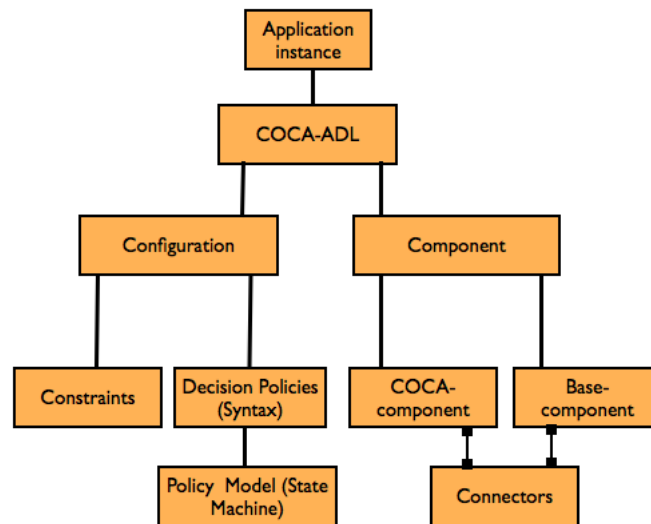 Application
instance
COCA-ADL
Configuration
Component
Constraints
Decision Policies
(Syntax)
COCA-
component
Base-
component
Policy Model (State
Machine)
Connectors